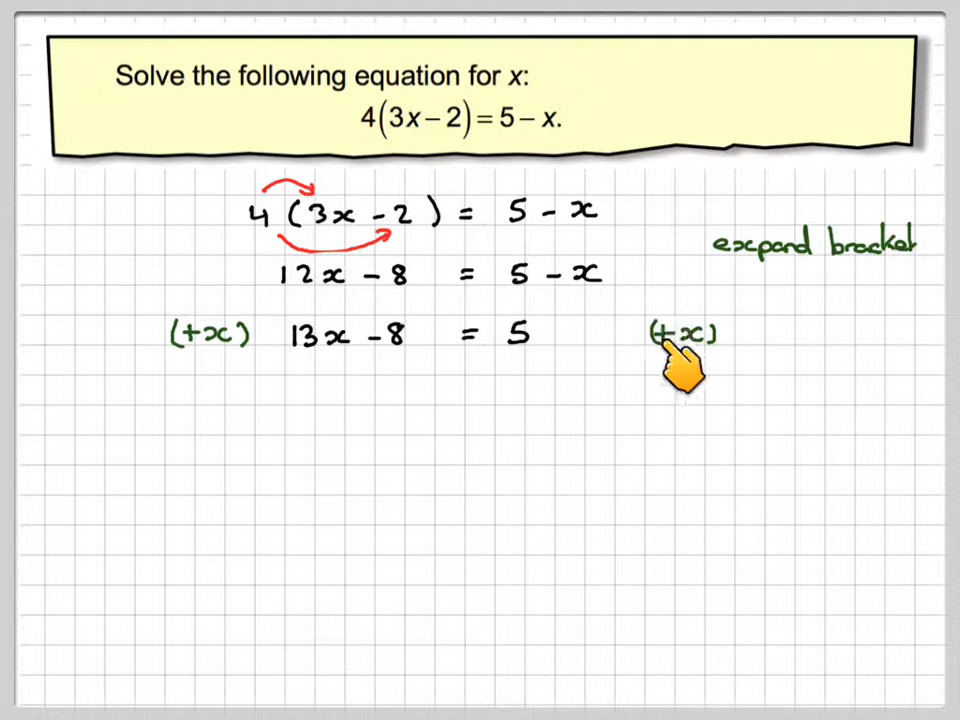 Solve the following equation for x:
4(3x – 2) = 5 – x.
4 (3x - 2) = 5 - x
expand bracket
12x - 8 = 5 - x
(+x) 13x - 8 = 5 (+x)